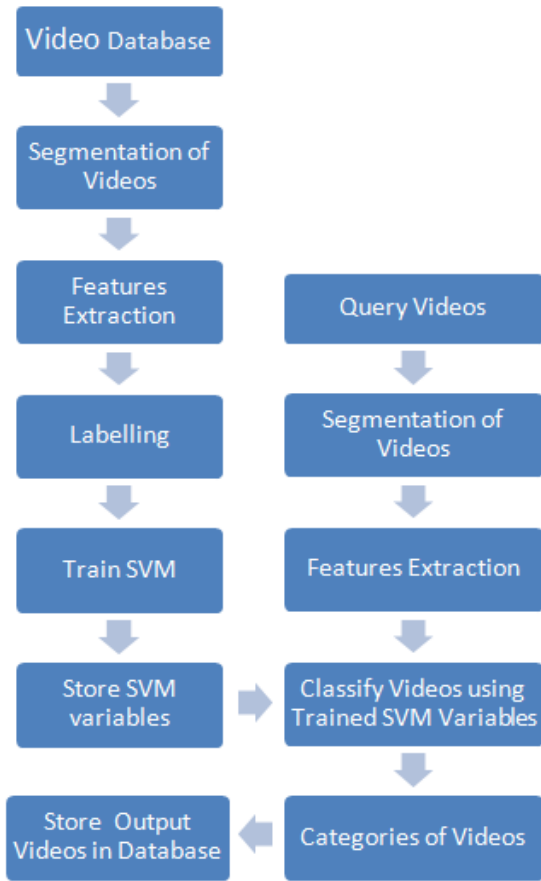 Video Database
Segmentation of
Videos
Features
Extraction
Labelling
Train SVM
Store SVM
variables
Query Videos
Segmentation of
Videos
Features Extraction
Classify Videos using
Trained SVM Variables
Categories of Videos
Store Output
Videos in Database